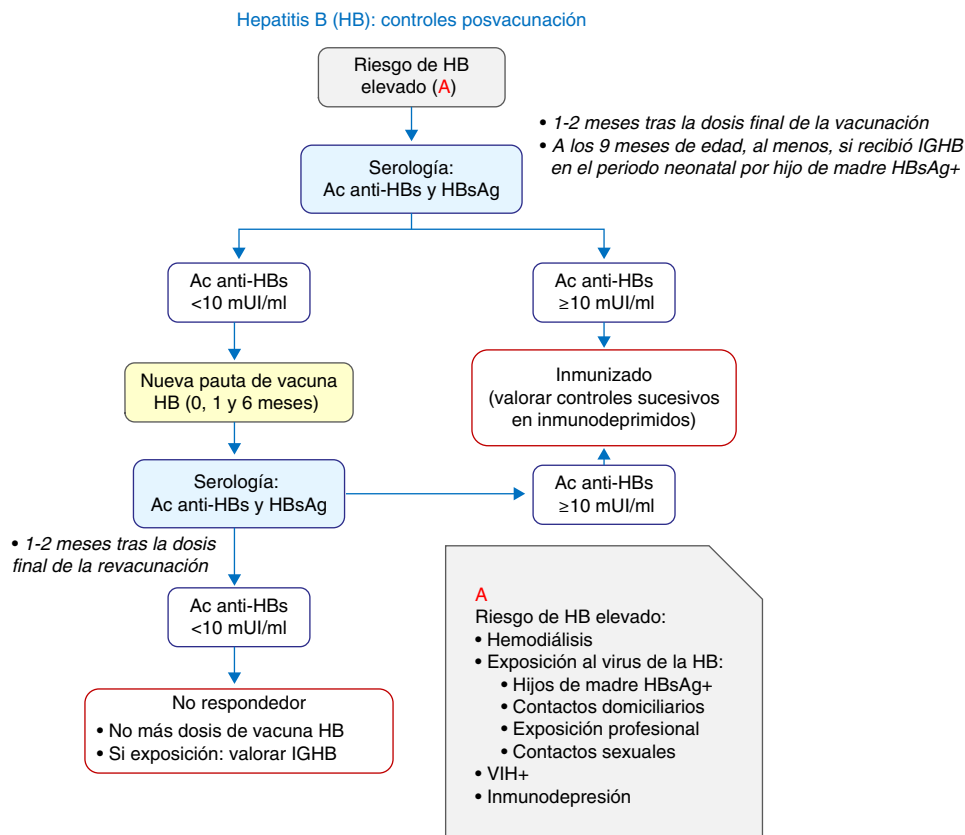 Hepatitis B (HB): controles posvacunación
Riesgo de HB
elevado (A)
• 1-2 meses tras la dosis final de la vacunación
• A los 9 meses de edad, al menos, si recibió IGHB
en el periodo neonatal por hijo de madre HBsAg+
Serología:
Ac anti-HBs y HBsAg
Ac anti-HBs
<10 mUI/ml
Ac anti-HBs
≥10 mUI/ml
Nueva pauta de vacuna
HB (0, 1 y 6 meses)
Inmunizado
(valorar controles sucesivos
en inmunodeprimidos)
Serología:
Ac anti-HBs y HBsAg
Ac anti-HBs
≥10 mUI/ml
• 1-2 meses tras la dosis
final de la revacunación
Ac anti-HBs
<10 mUI/ml
No respondedor
• No más dosis de vacuna HB
• Si exposición: valorar IGHB
A
Riesgo de HB elevado:
• Hemodiálisis
• Exposición al virus de la HB:
• Hijos de madre HBsAg+
• Contactos domiciliarios
• Exposición profesional
• Contactos sexuales
• VIH+
• Inmunodepresión